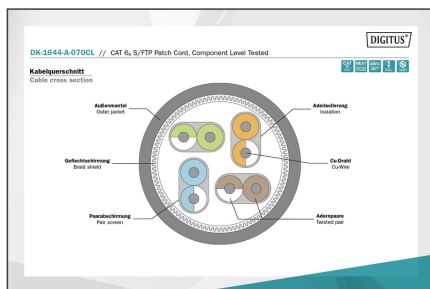 DIGITUS®
DK-1644-A-070CL // CAT 6A S/FTP Patch Cord, Component Level Tested
Kabelquerschnitt
Cable cross section
Außenmantel
Outer jacket
Aderisolierung
Isolation
Geflechtschirmung
Braid shield
Cu-Draht
Cu-Wire
Paarabschirmung
Pair screen
Adernpaare
Twisted pair